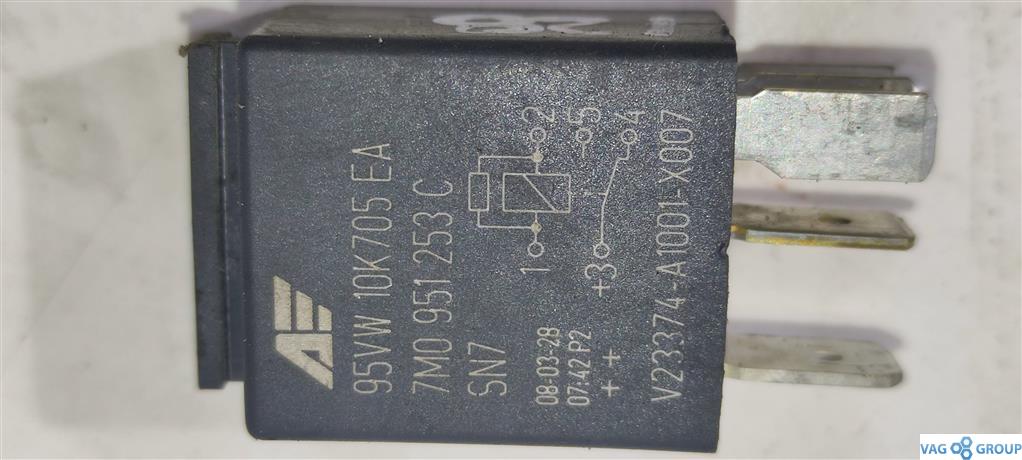 95VW 10K705 EA
7M0 951 253 C
SN7
08-03-28
07:42 P2
+ +
1 2
5
+3 4
V23374-A1001-X007
VAG GROUP